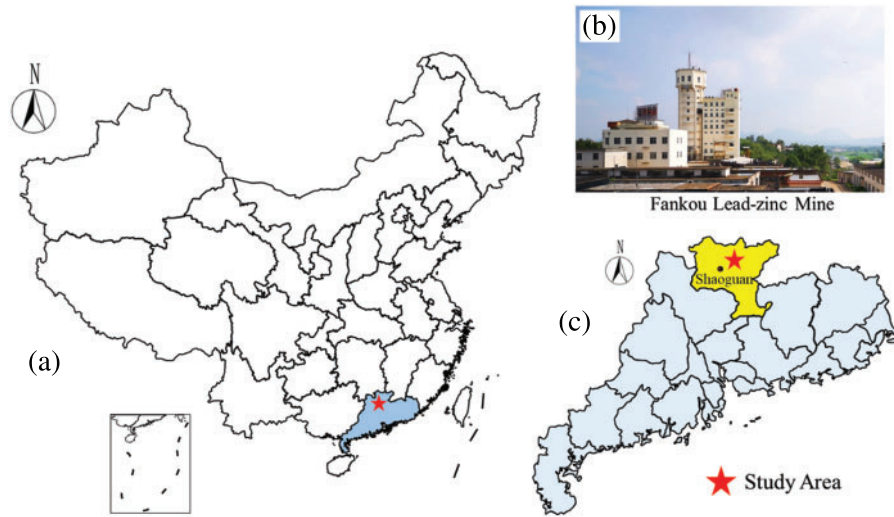 N
(a)
(b)
Fankou Lead-zinc Mine
N
Shaoguan
(c)
Study Area